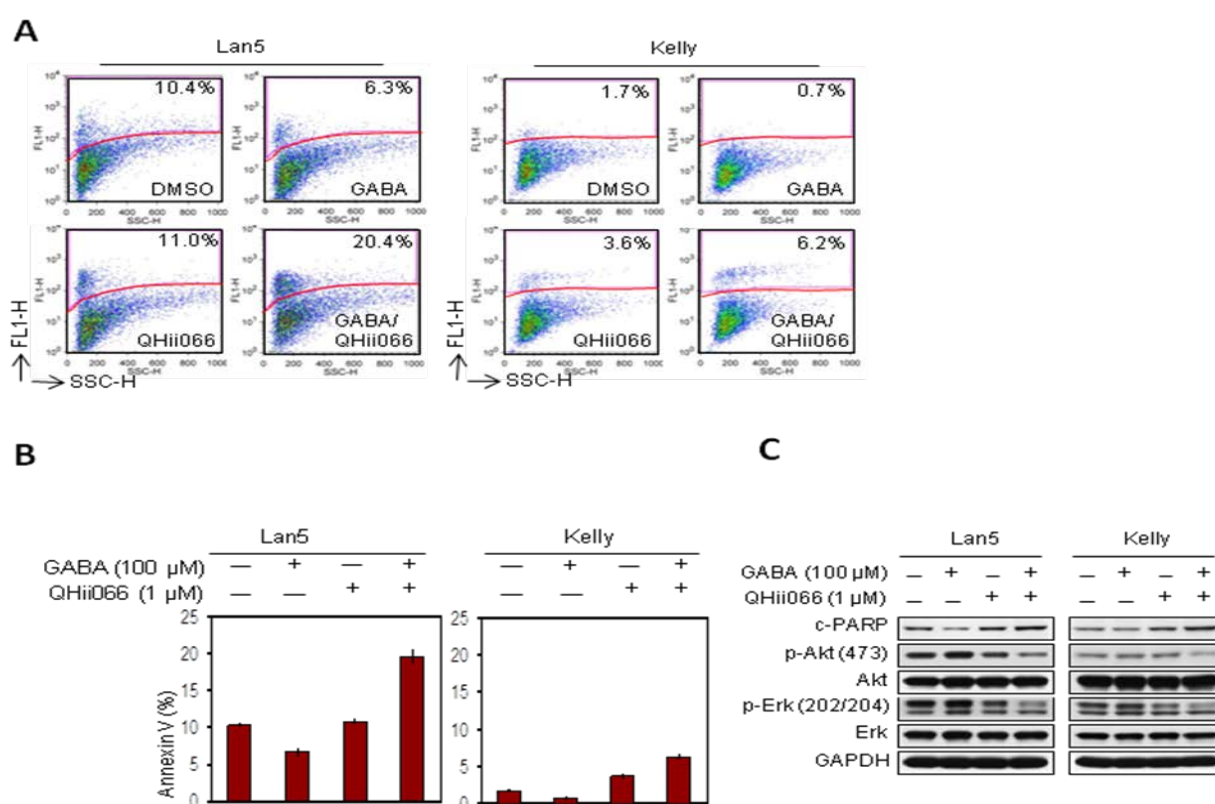 A
Lan5
Kelly
10.4%
6.3%
1.7%
0.7%
DMSO
GABA
DMSO
GABA
11.0%
20.4%
3.6%
6.2%
QHii066
GABA/
QHii066
QHii066
GABA/
QHii066
FL1-H
SSC-H
FL1-H
SSC-H
B
Lan5
Kelly
GABA (100 µM) — + — + — + — +
QHii066 (1 µM) — — + + — — + +
Annexin V (%)
25 25
20 20
15 15
10 10
5 5
0 0
C
Lan5
Kelly
GABA (100 µM) — + — + — + — +
QHii066 (1 µM) — — + + — — + +
c-PARP
p-Akt (473)
Akt
p-Erk (202/204)
Erk
GAPDH